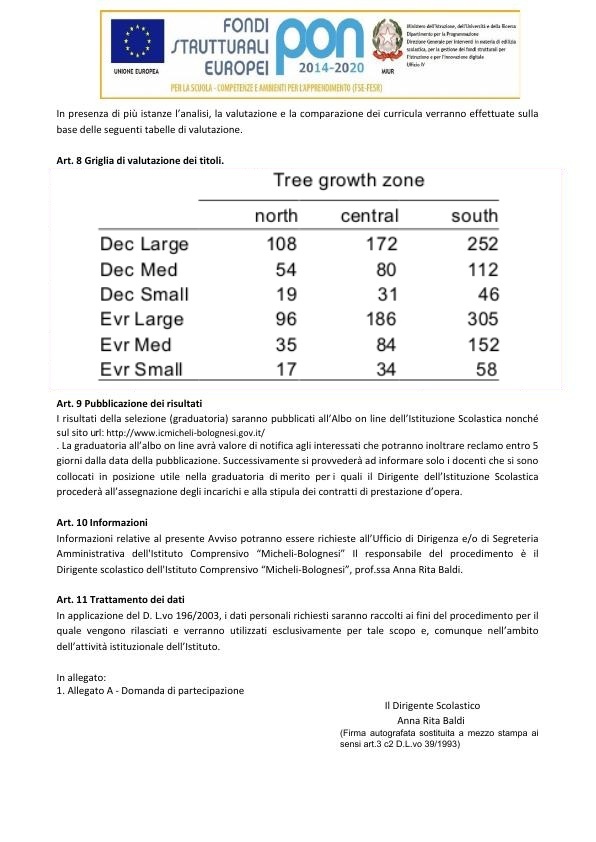 FONDI
STRUTTURALI
EUROPEI
pon
2014-2020
UNIONE EUROPEA
MIUR
Ministero dell'Istruzione, dell'Università e della Ricerca
Dipartimento per la Programmazione
Direzione Generale per Interventi in materia di edilizia
scolastica, per la gestione dei fondi strutturali per
l'Istruzione e per l'Innovazione digitale
Ufficio IV
PER LA SCUOLA - COMPETENZE E AMBIENTI PER L'APPRENDIMENTO (FSE-FESR)
In presenza di più istanze l'analisi, la valutazione e la comparazione dei curricula verranno effettuate sulla
base delle seguenti tabelle di valutazione.
Art. 8 Griglia di valutazione dei titoli.
Tree growth zone
north central south
Dec Large 108 172 252
Dec Med 54 80 112
Dec Small 19 31 46
Evr Large 96 186 305
Evr Med 35 84 152
Evr Small 17 34 58
Art. 9 Pubblicazione dei risultati
I risultati della selezione (graduatoria) saranno pubblicati all'Albo on line dell'Istituzione Scolastica nonché
sul sito url: http://www.icmicheli-bolognesi.gov.it/
. La graduatoria all'albo on line avrà valore di notifica agli interessati che potranno inoltrare reclamo entro 5
giorni dalla data della pubblicazione. Successivamente si provvederà ad informare solo i docenti che si sono
collocati in posizione utile nella graduatoria di merito per i quali il Dirigente dell'Istituzione Scolastica
procederà all'assegnazione degli incarichi e alla stipula dei contratti di prestazione d'opera.
Art. 10 Informazioni
Informazioni relative al presente Avviso potranno essere richieste all'Ufficio di Dirigenza e/o di Segreteria
Amministrativa dell'Istituto Comprensivo “Micheli-Bolognesi” Il responsabile del procedimento è il
Dirigente scolastico dell'Istituto Comprensivo “Micheli-Bolognesi”, prof.ssa Anna Rita Baldi.
Art. 11 Trattamento dei dati
In applicazione del D. L.vo 196/2003, i dati personali richiesti saranno raccolti ai fini del procedimento per il
quale vengono rilasciati e verranno utilizzati esclusivamente per tale scopo e, comunque nell'ambito
dell'attività istituzionale dell'Istituto.
In allegato:
1. Allegato A - Domanda di partecipazione
Il Dirigente Scolastico
Anna Rita Baldi
(Firma autografata sostituita a mezzo stampa ai
sensi art.3 c2 D.L.vo 39/1993)